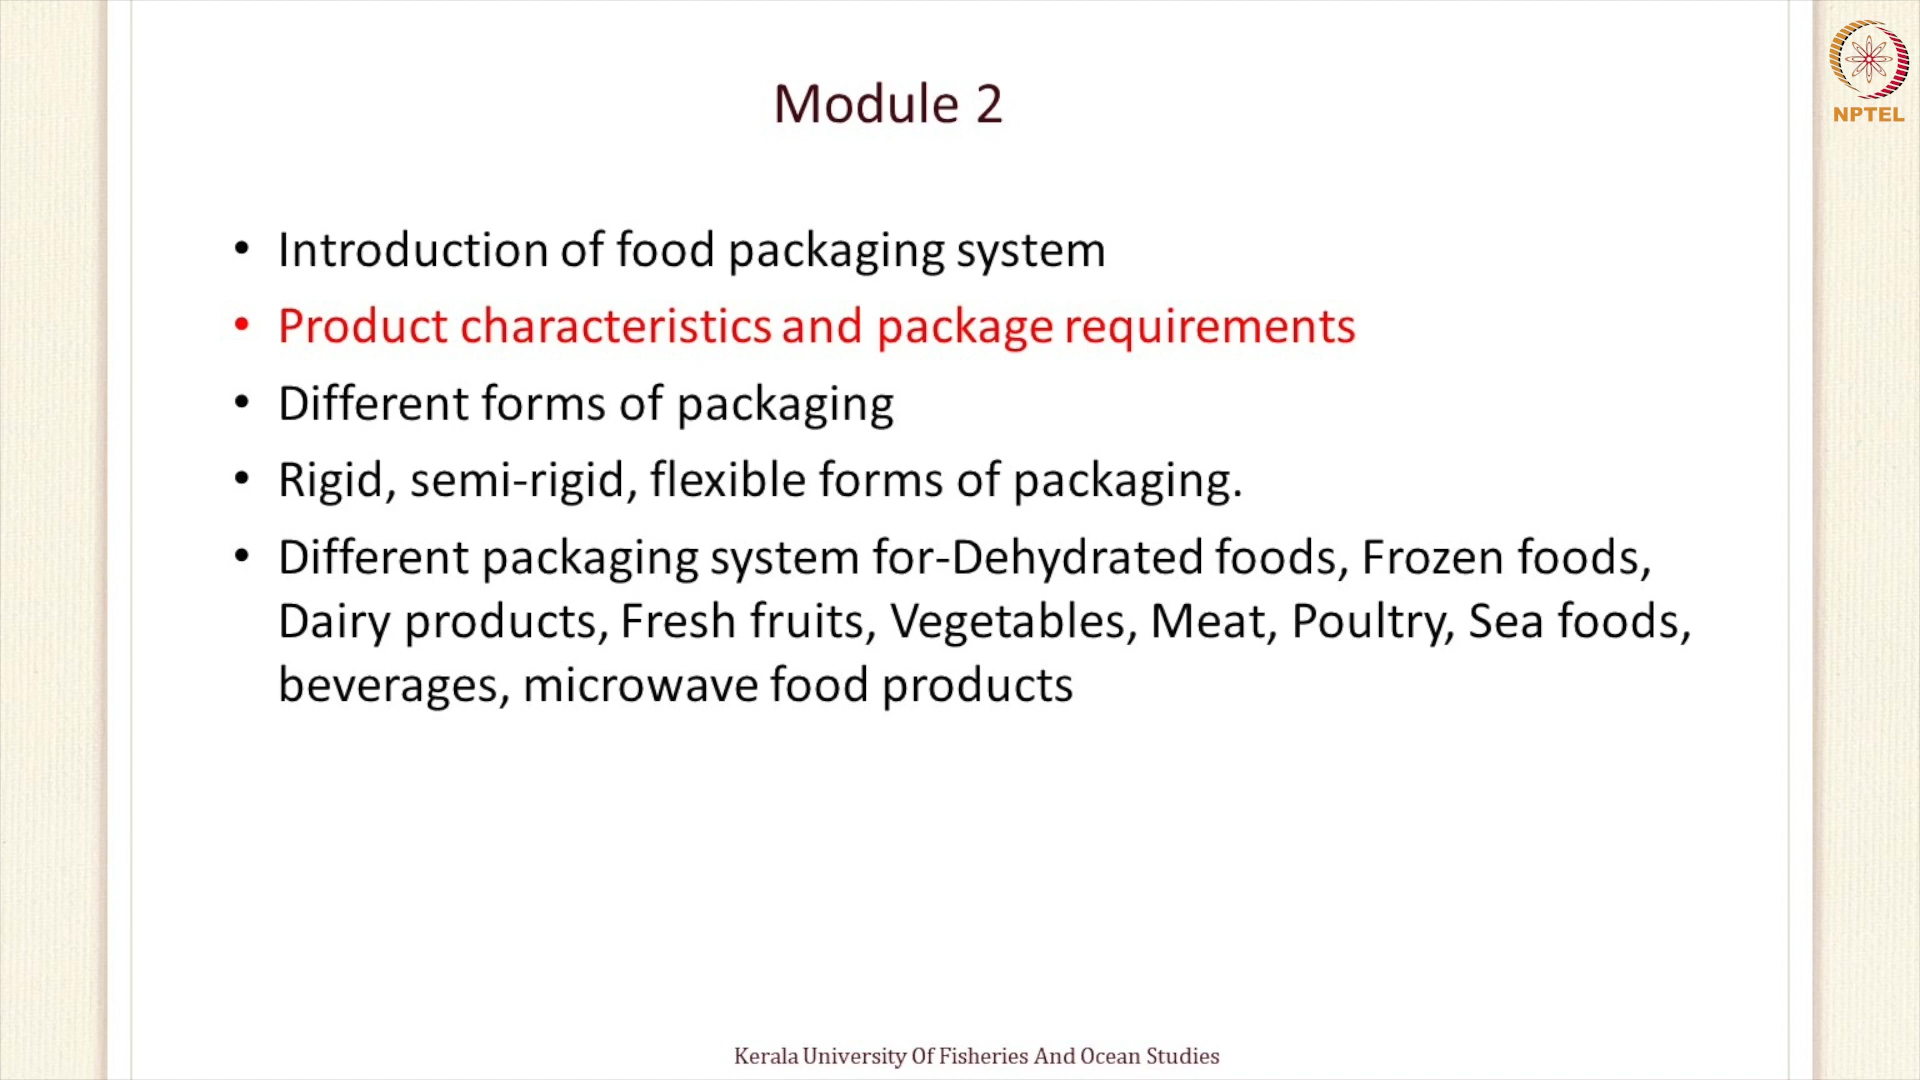 NPTEL
Module 2
• Introduction of food packaging system
• Product characteristics and package requirements
• Different forms of packaging
• Rigid, semi-rigid, flexible forms of packaging.
• Different packaging system for-Dehydrated foods, Frozen foods,
Dairy products, Fresh fruits, Vegetables, Meat, Poultry, Sea foods,
beverages, microwave food products
Kerala University Of Fisheries And Ocean Studies